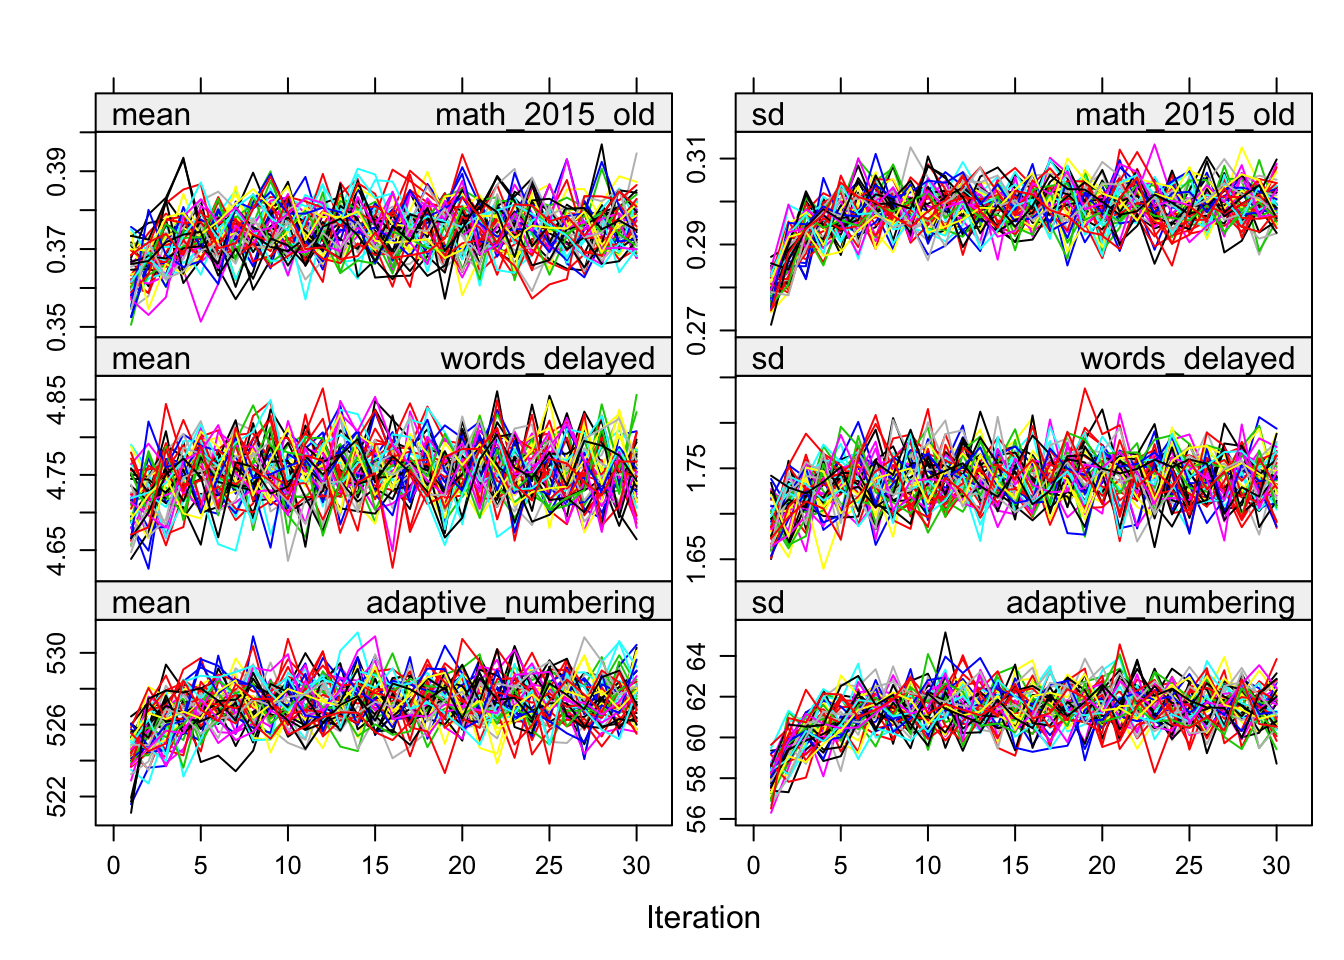 mean math_2015_old
sd math_2015_old
0.39
0.37
0.35
0.31
0.29
0.27
mean words_delayed
sd words_delayed
4.85
4.75
4.65
1.75
1.65
mean adaptive_numbering
sd adaptive_numbering
530
526
522
64
62
60
58
56
0 5 10 15 20 25 30
0 5 10 15 20 25 30
Iteration